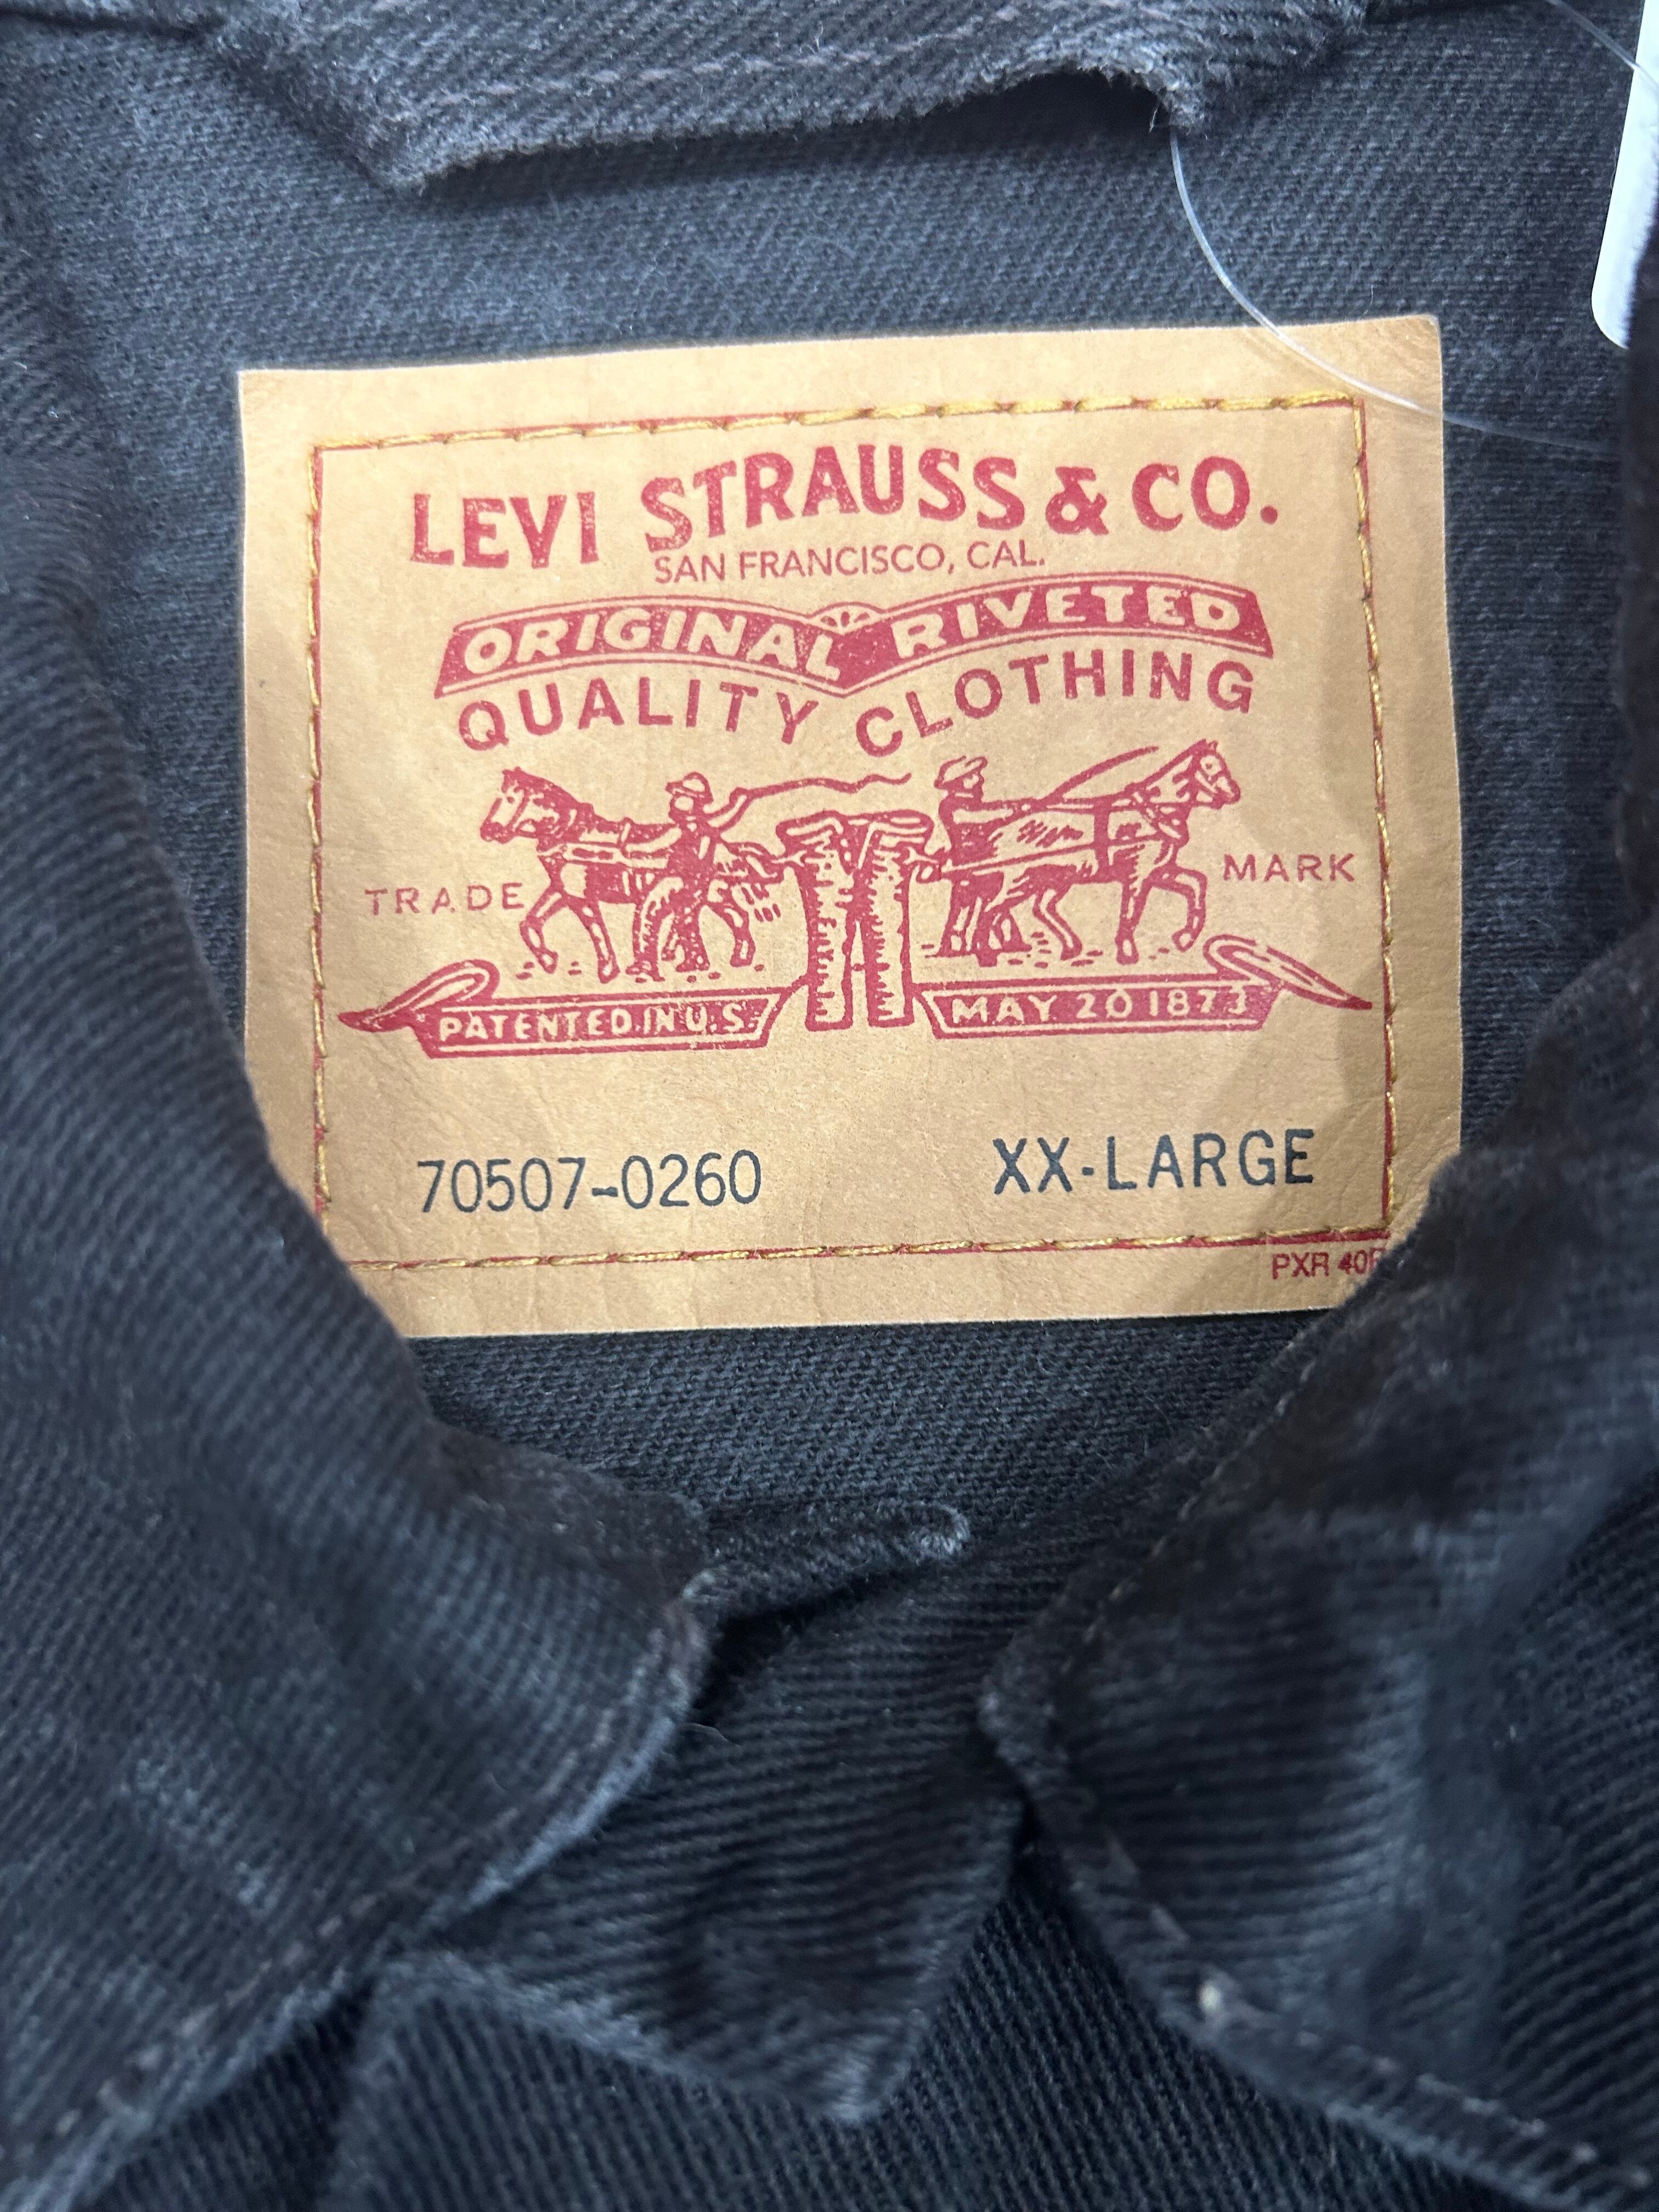 LEVI STRAUSS & CO.
SAN FRANCISCO, CAL.
ORIGINAL RIVETED
QUALITY CLOTHING
TRADE MARK
PATENTED IN U.S. MAY 20 1873
70507-0260 XX-LARGE
PXR